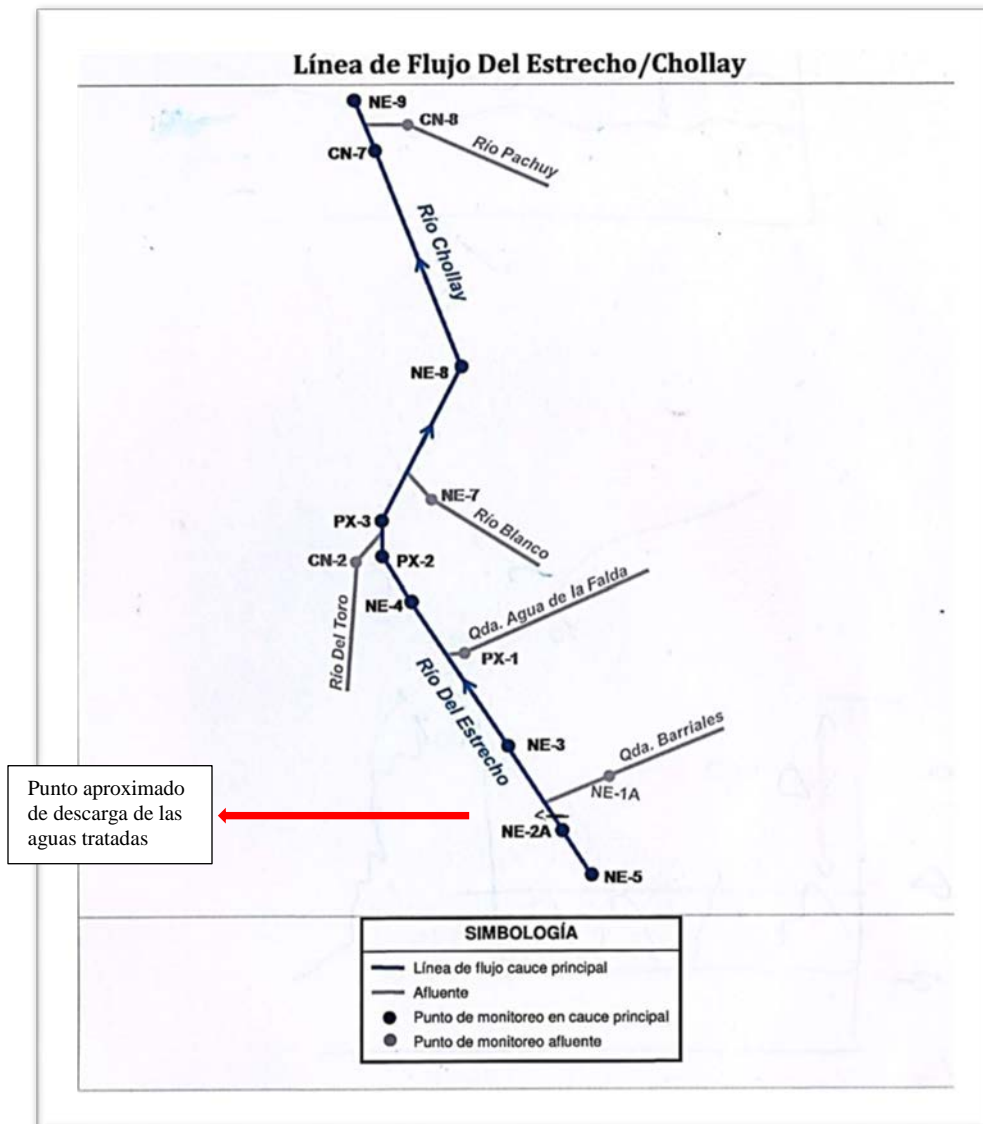 Línea de Flujo Del Estrecho/Chollay
NE-9
CN-8
CN-7
Río Pachuy
Río Chollay
NE-8
NE-7
Río Blanco
PX-3
CN-2
PX-2
NE-4
Río Del Toro
Qda. Agua de la Falda
PX-1
Río Del Estrecho
NE-3
Qda. Barriales
NE-1A
NE-2A
NE-5
Punto aproximado
de descarga de las
aguas tratadas
SIMBOLOGÍA
Línea de flujo cauce principal
Afluente
Punto de monitoreo en cauce principal
Punto de monitoreo afluente